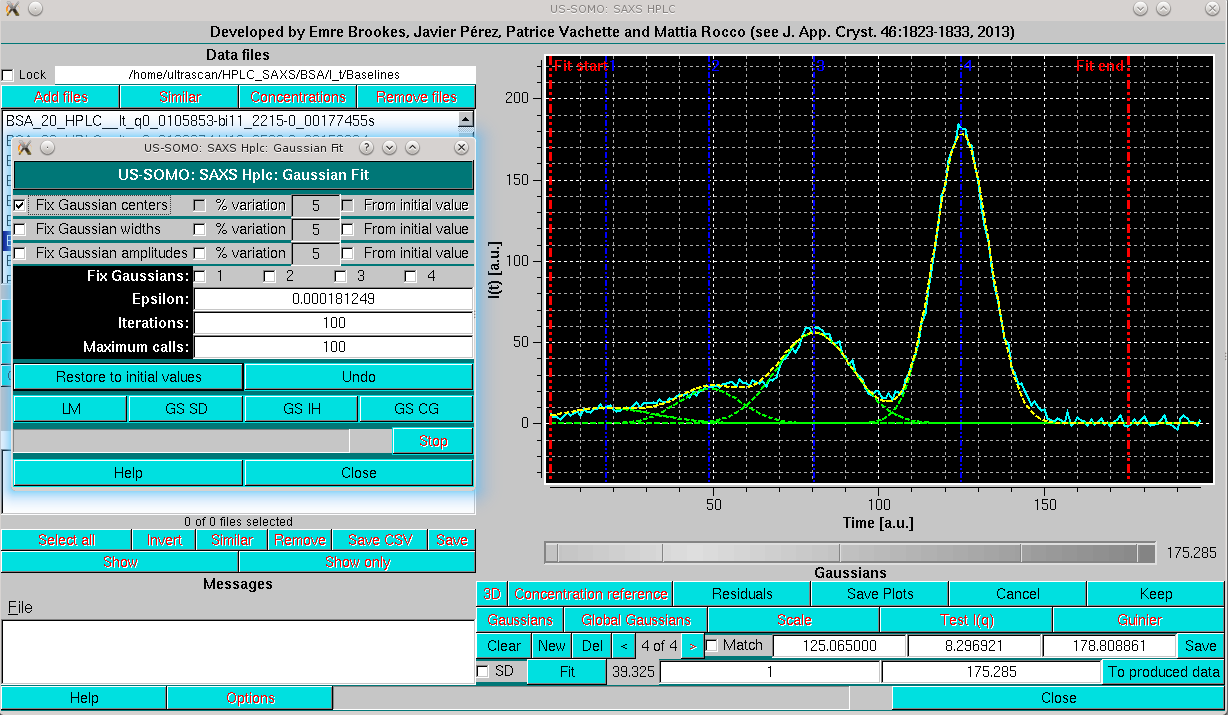 US-SOMO: SAXS HPLC
Developed by Emre Brookes, Javier Pérez, Patrice Vachette and Mattia Rocco (see J. App. Cryst. 46:1823-1833, 2013)
Data files
Lock /home/ultrascan/HPLC_SAXS/BSA/I_t/Baselines
Add files Similar Concentrations Remove files
BSA_20_HPLC__It_q0_0105853-bi11_2215-0_00177455s
US-SOMO: SAXS Hplc: Gaussian Fit
US-SOMO: SAXS Hplc: Gaussian Fit
Fix Gaussian centers % variation 5 From initial value
Fix Gaussian widths % variation 5 From initial value
Fix Gaussian amplitudes % variation 5 From initial value
Fix Gaussians: 1 2 3 4
Epsilon: 0.000181249
Iterations: 100
Maximum calls: 100
Restore to initial values Undo
LM GS SD GS IH GS CG
Stop
Help Close
0 of 0 files selected
Select all Invert Similar Remove Save CSV Save
Show Show only
Messages
File
Help Options
Fit start 1 2 3 4 Fit end
200
150
100
50
0
I(t) [a.u.]
50 100 150
Time [a.u.]
175.285
Gaussians
3D Concentration reference Residuals Save Plots Cancel Keep
Gaussians Global Gaussians Scale Test I(q) Guinier
Clear New Del < 4 of 4 > Match 125.065000 8.296921 178.808861 Save
SD Fit 39.325 1 175.285 To produced data
Close